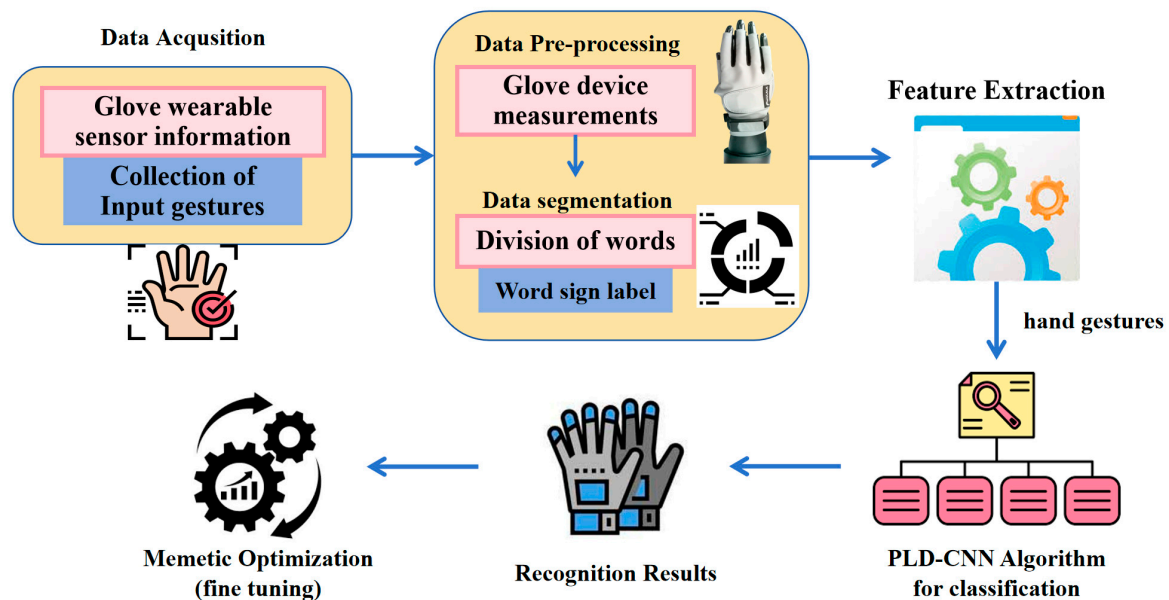 Data Acqusition
Glove wearable
sensor information
Collection of
Input gestures
Data Pre-processing
Glove device
measurements
Data segmentation
Division of words
Word sign label
Feature Extraction
hand gestures
PLD-CNN Algorithm
for classification
Recognition Results
Memetic Optimization
(fine tuning)